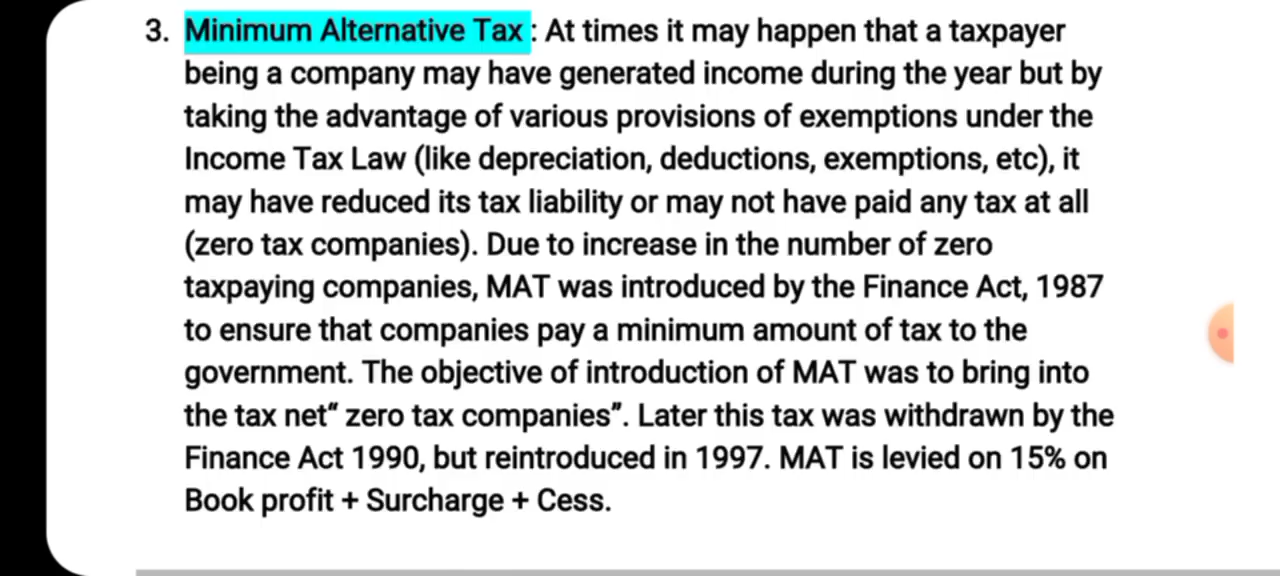 3. Minimum Alternative Tax : At times it may happen that a taxpayer
being a company may have generated income during the year but by
taking the advantage of various provisions of exemptions under the
Income Tax Law (like depreciation, deductions, exemptions, etc), it
may have reduced its tax liability or may not have paid any tax at all
(zero tax companies). Due to increase in the number of zero
taxpaying companies, MAT was introduced by the Finance Act, 1987
to ensure that companies pay a minimum amount of tax to the
government. The objective of introduction of MAT was to bring into
the tax net“ zero tax companies”. Later this tax was withdrawn by the
Finance Act 1990, but reintroduced in 1997. MAT is levied on 15% on
Book profit + Surcharge + Cess.